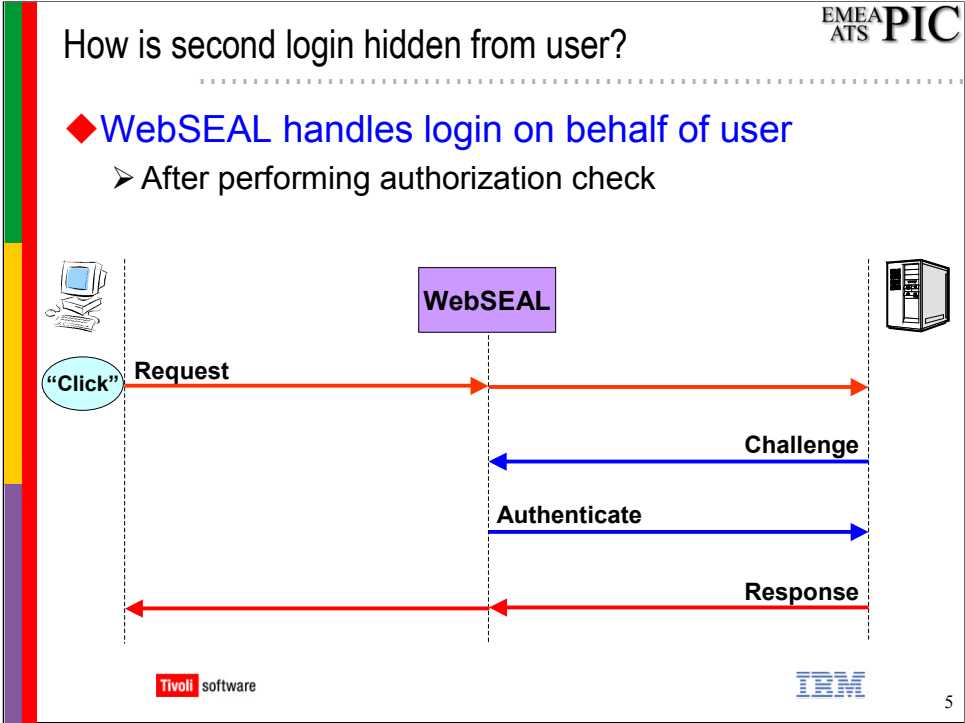 How is second login hidden from user?
EMEA ATS PIC
WebSEAL handles login on behalf of user
After performing authorization check
WebSEAL
“Click”
Request
Challenge
Authenticate
Response
Tivoli software
IBM
5